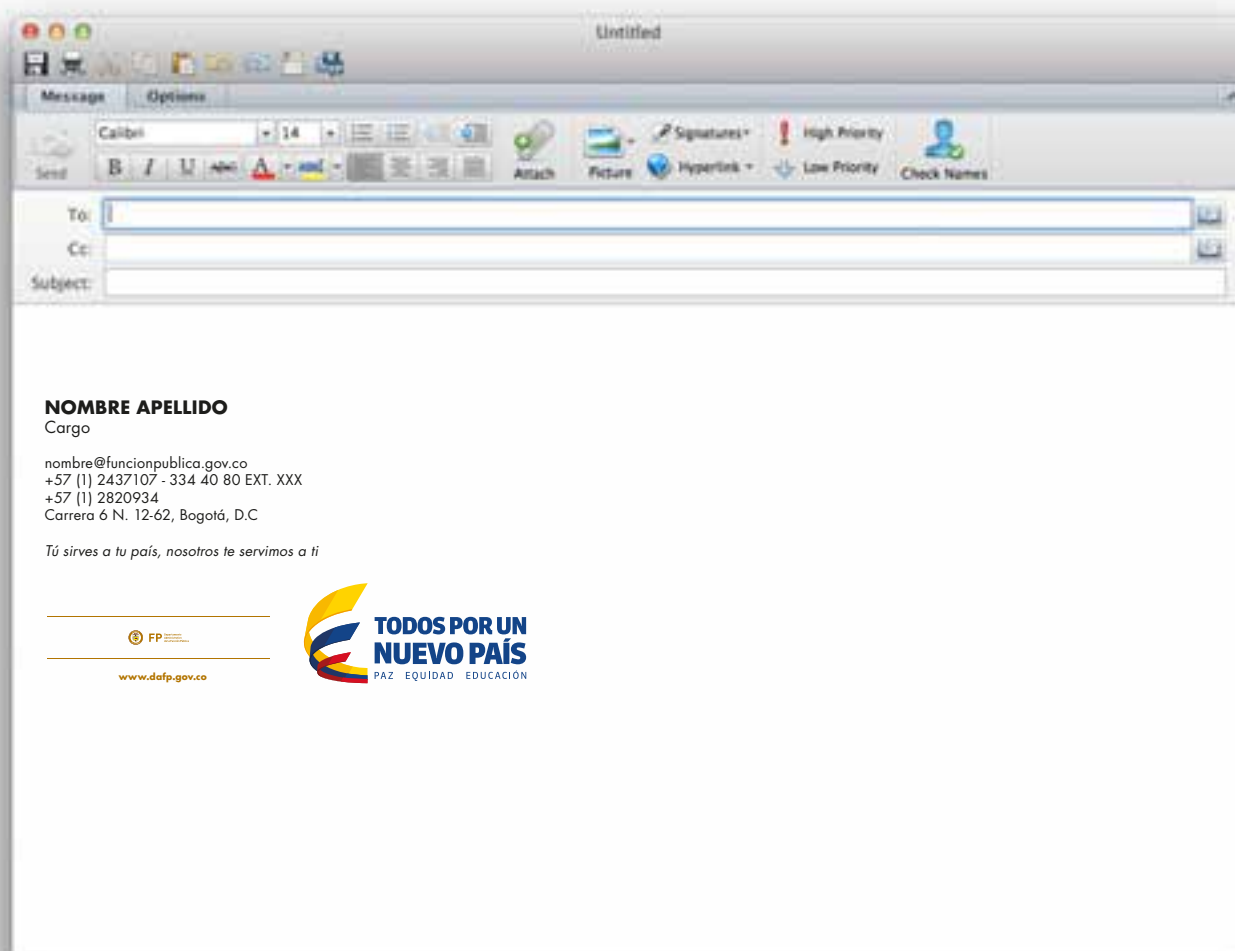 Untitled
Message Options
Calibri 14
Signatures
High Priority
B I U ABC A
Send
Attach
Picture
Hyperlink
Low Priority
Check Names
To:
Cc:
Subject:
NOMBRE APELLIDO
Cargo
nombre@funcionpublica.gov.co
+57 (1) 2437107 - 334 40 80 EXT. XXX
+57 (1) 2820934
Carrera 6 N. 12-62, Bogotá, D.C
Tú sirves a tu país, nosotros te servimos a ti
FP
www.dafp.gov.co
TODOS POR UN
NUEVO PAÍS
PAZ EQUIDAD EDUCACIÓN